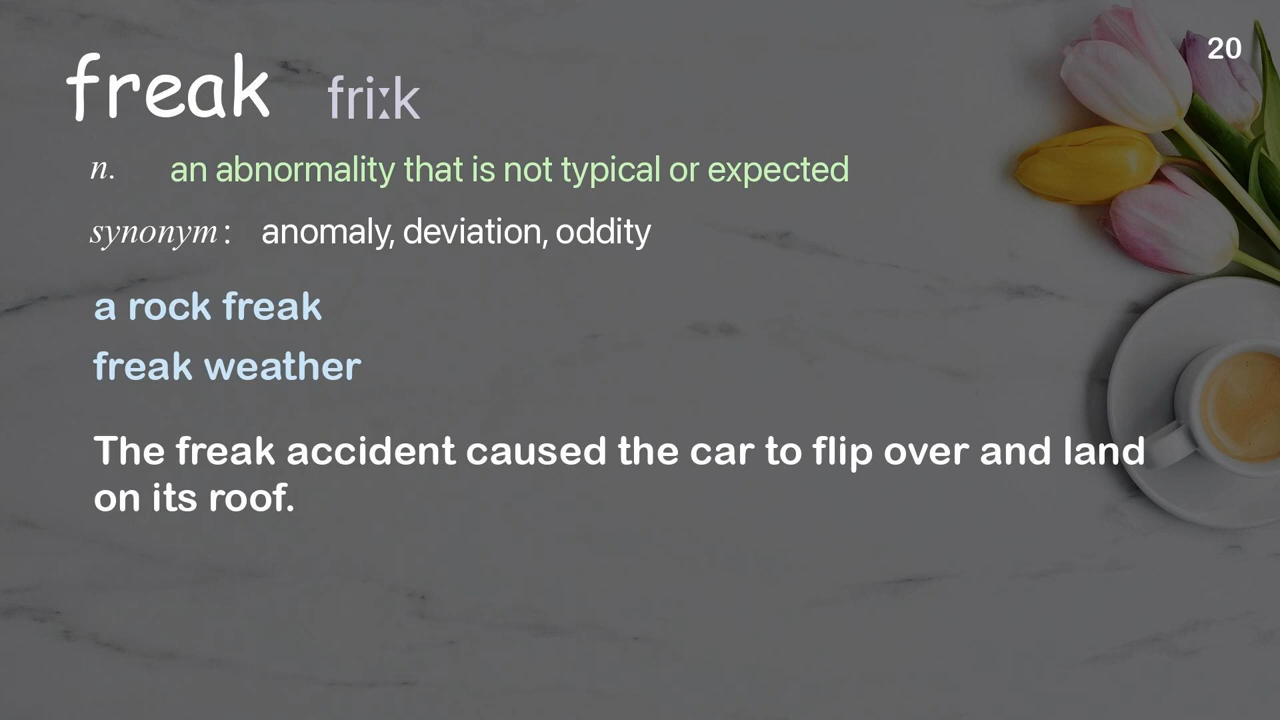 20
freak friːk
n. an abnormality that is not typical or expected
synonym: anomaly, deviation, oddity
a rock freak
freak weather
The freak accident caused the car to flip over and land
on its roof.